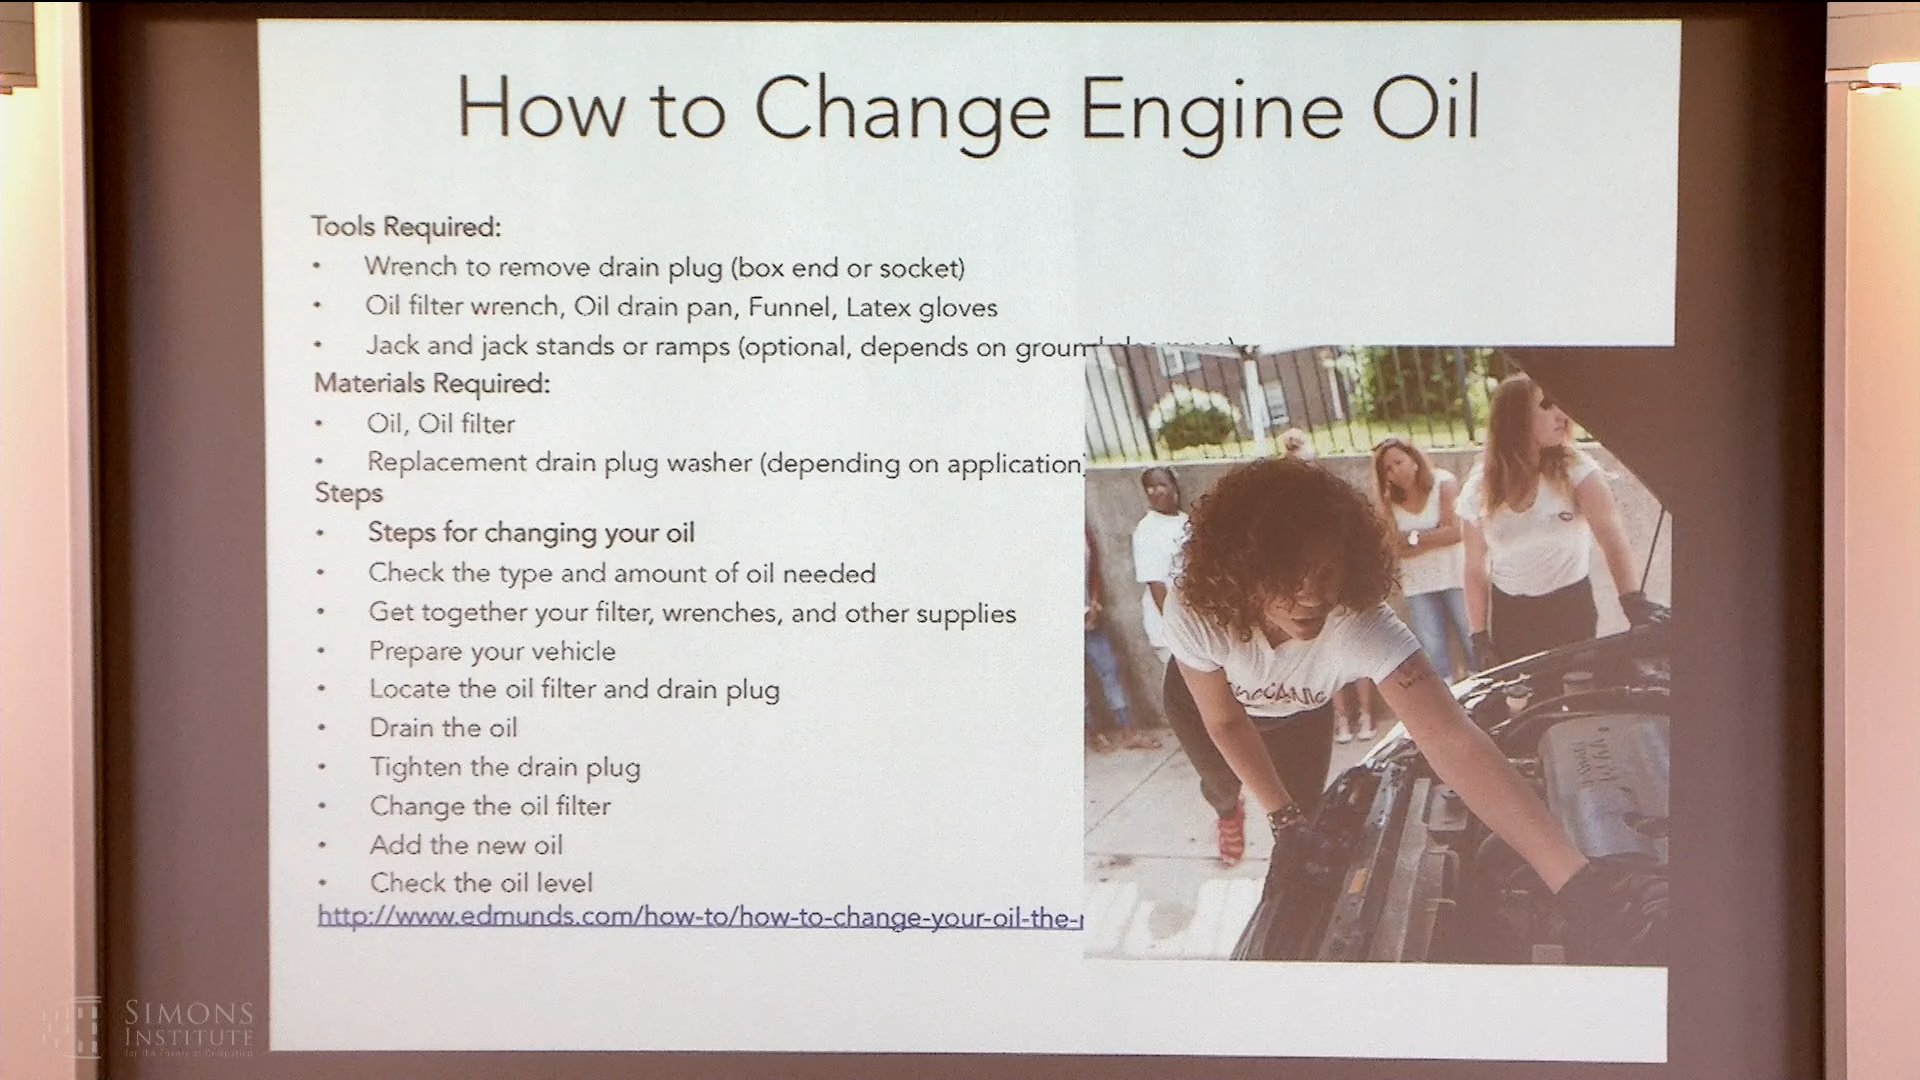 How to Change Engine Oil
Tools Required:
• Wrench to remove drain plug (box end or socket)
• Oil filter wrench, Oil drain pan, Funnel, Latex gloves
• Jack and jack stands or ramps (optional, depends on
Materials Required:
• Oil, Oil filter
• Replacement drain plug washer (depending on application)
Steps
• Steps for changing your oil
• Check the type and amount of oil needed
• Get together your filter, wrenches, and other supplies
• Prepare your vehicle
• Locate the oil filter and drain plug
• Drain the oil
• Tighten the drain plug
• Change the oil filter
• Add the new oil
• Check the oil level
http://www.edmunds.com/how-to/how-to-change-your-oil-the-
SIMONS
INSTITUTE
for the Theory of Computing